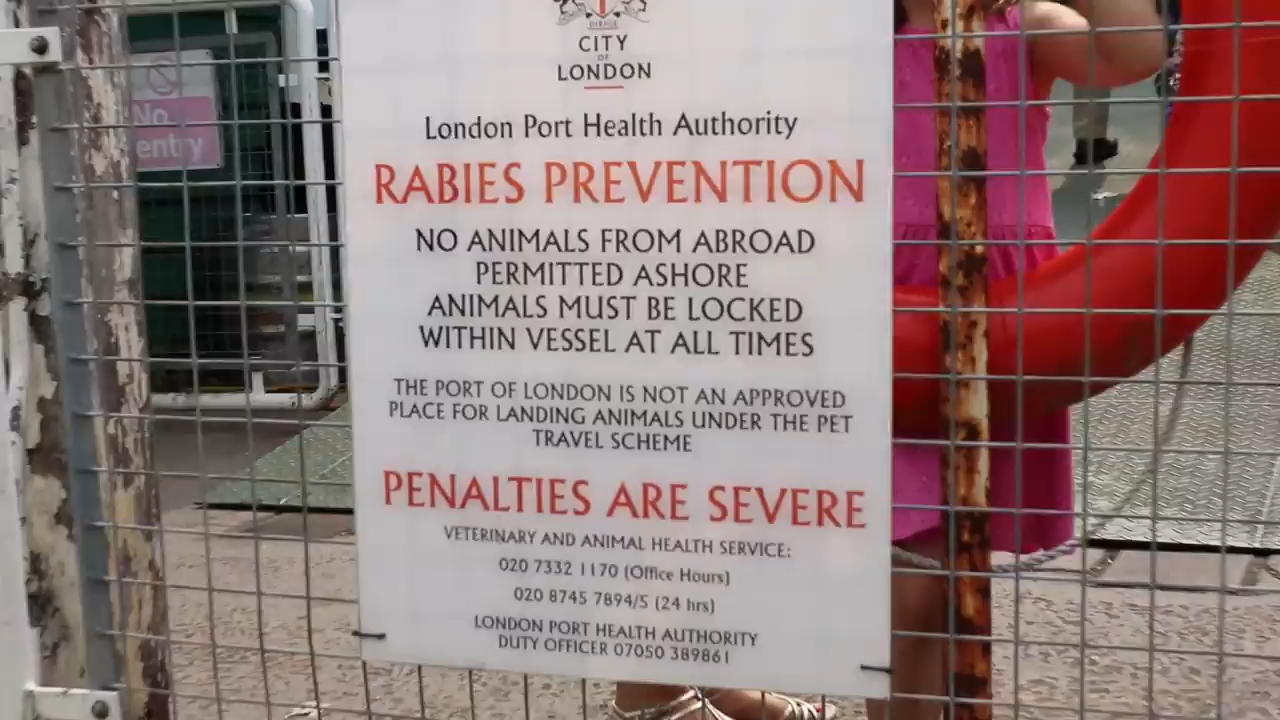 CITY
OF
LONDON
London Port Health Authority
RABIES PREVENTION
NO ANIMALS FROM ABROAD
PERMITTED ASHORE
ANIMALS MUST BE LOCKED
WITHIN VESSEL AT ALL TIMES
THE PORT OF LONDON IS NOT AN APPROVED
PLACE FOR LANDING ANIMALS UNDER THE PET
TRAVEL SCHEME
PENALTIES ARE SEVERE
VETERINARY AND ANIMAL HEALTH SERVICE:
020 7332 1170 (Office Hours)
020 8745 7894/5 (24 hrs)
LONDON PORT HEALTH AUTHORITY
DUTY OFFICER 07050 389861
No
entry